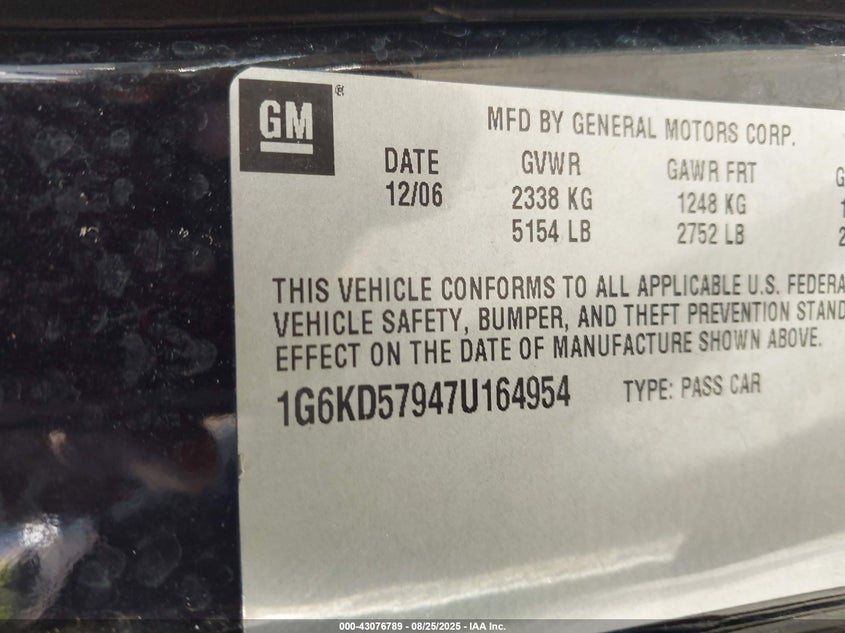 GM®
MFD BY GENERAL MOTORS CORP.
DATE GVWR GAWR FRT G
12/06 2338 KG 1248 KG 1
5154 LB 2752 LB 2
THIS VEHICLE CONFORMS TO ALL APPLICABLE U.S. FEDERA
VEHICLE SAFETY, BUMPER, AND THEFT PREVENTION STAND
EFFECT ON THE DATE OF MANUFACTURE SHOWN ABOVE.
1G6KD57947U164954 TYPE: PASS CAR
000-43076789 - 08/25/2025 - IAA Inc.